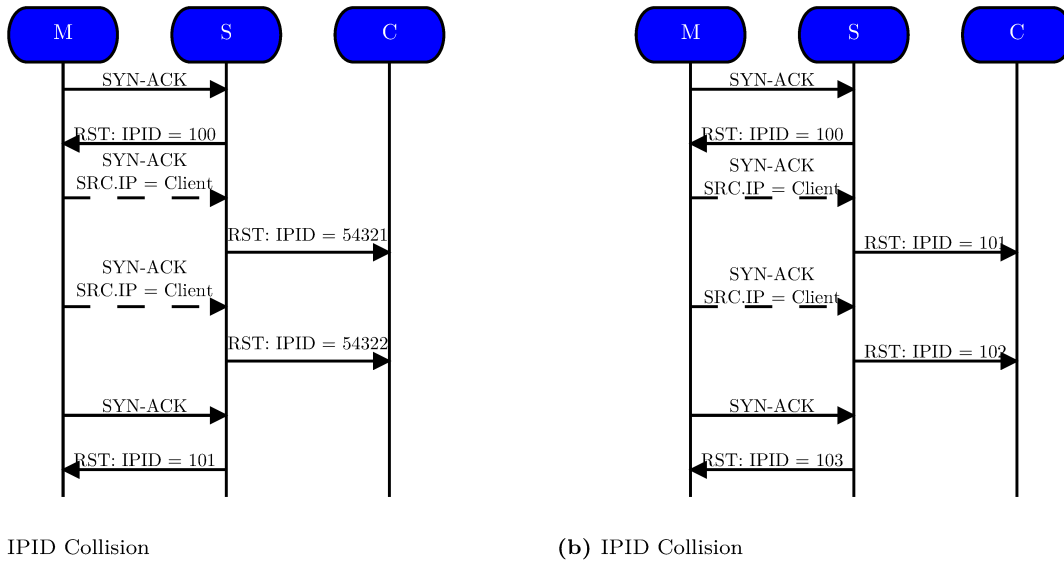 M S C
SYN-ACK
RST: IPID = 100
SYN-ACK
SRC.IP = Client
RST: IPID = 54321
SYN-ACK
SRC.IP = Client
RST: IPID = 54322
SYN-ACK
RST: IPID = 101
IPID Collision
M S C
SYN-ACK
RST: IPID = 100
SYN-ACK
SRC.IP = Client
RST: IPID = 101
SYN-ACK
SRC.IP = Client
RST: IPID = 102
SYN-ACK
RST: IPID = 103
(b) IPID Collision